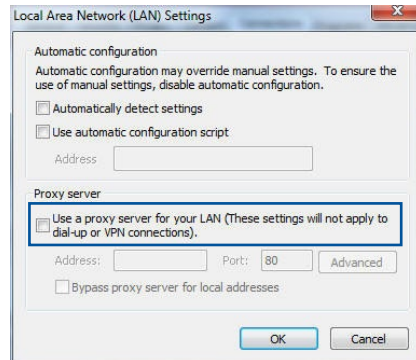 Local Area Network (LAN) Settings
Automatic configuration
Automatic configuration may override manual settings. To ensure the
use of manual settings, disable automatic configuration.
Automatically detect settings
Use automatic configuration script
Address
Proxy server
Use a proxy server for your LAN (These settings will not apply to
dial-up or VPN connections).
Address:
Port: 80
Advanced
Bypass proxy server for local addresses
OK
Cancel